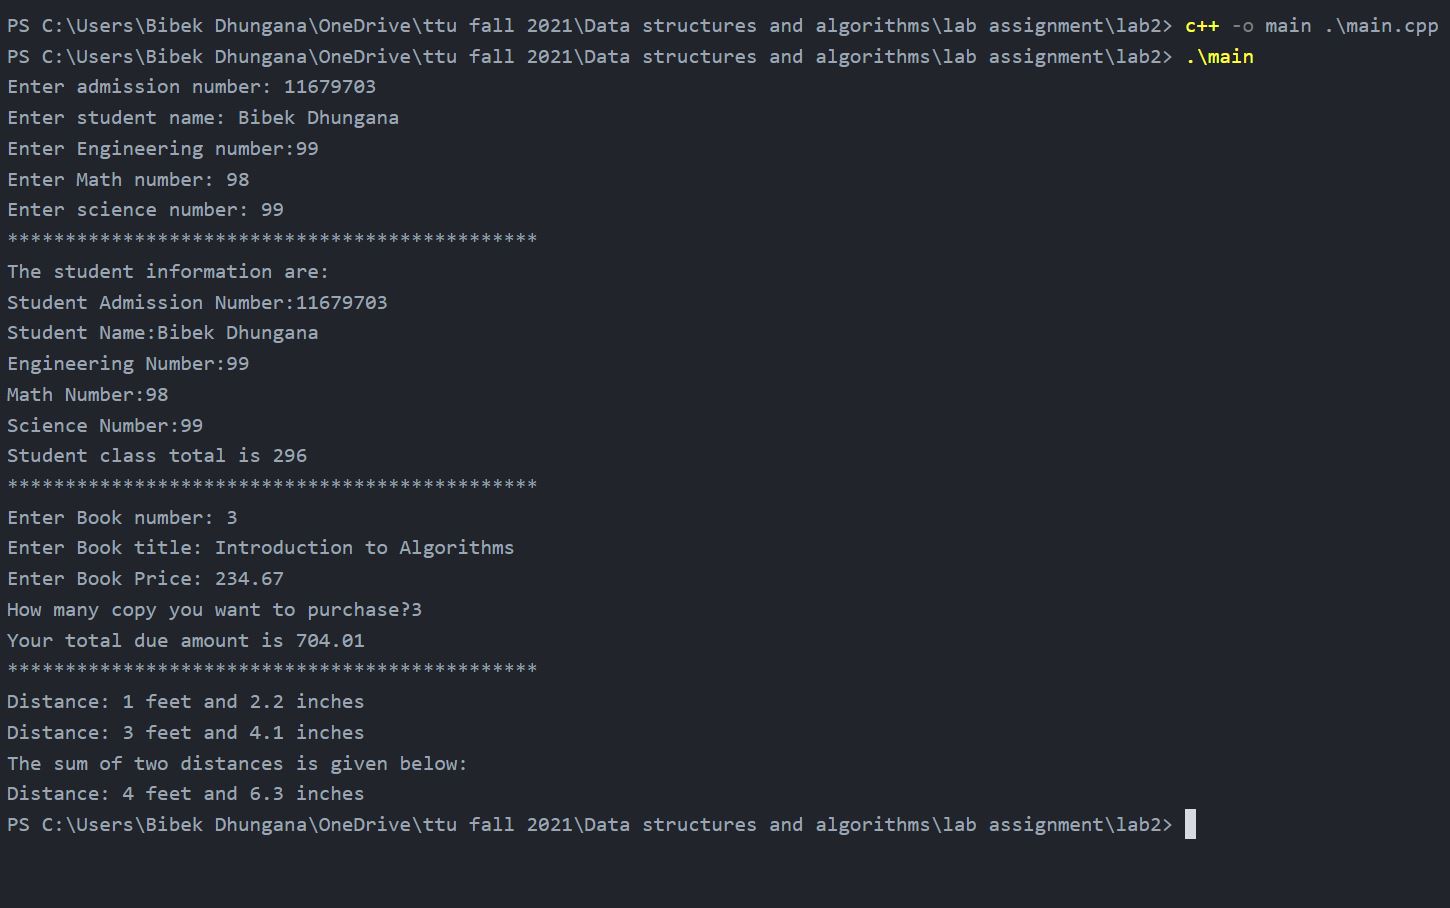 PS C:\Users\Bibek Dhungana\OneDrive\ttu fall 2021\Data structures and algorithms\lab assignment\lab2> c++ -o main .\main.cpp
PS C:\Users\Bibek Dhungana\OneDrive\ttu fall 2021\Data structures and algorithms\lab assignment\lab2> .\main
Enter admission number: 11679703
Enter student name: Bibek Dhungana
Enter Engineering number:99
Enter Math number: 98
Enter science number: 99
**********************************************
The student information are:
Student Admission Number:11679703
Student Name:Bibek Dhungana
Engineering Number:99
Math Number:98
Science Number:99
Student class total is 296
**********************************************
Enter Book number: 3
Enter Book title: Introduction to Algorithms
Enter Book Price: 234.67
How many copy you want to purchase?3
Your total due amount is 704.01
**********************************************
Distance: 1 feet and 2.2 inches
Distance: 3 feet and 4.1 inches
The sum of two distances is given below:
Distance: 4 feet and 6.3 inches
PS C:\Users\Bibek Dhungana\OneDrive\ttu fall 2021\Data structures and algorithms\lab assignment\lab2>